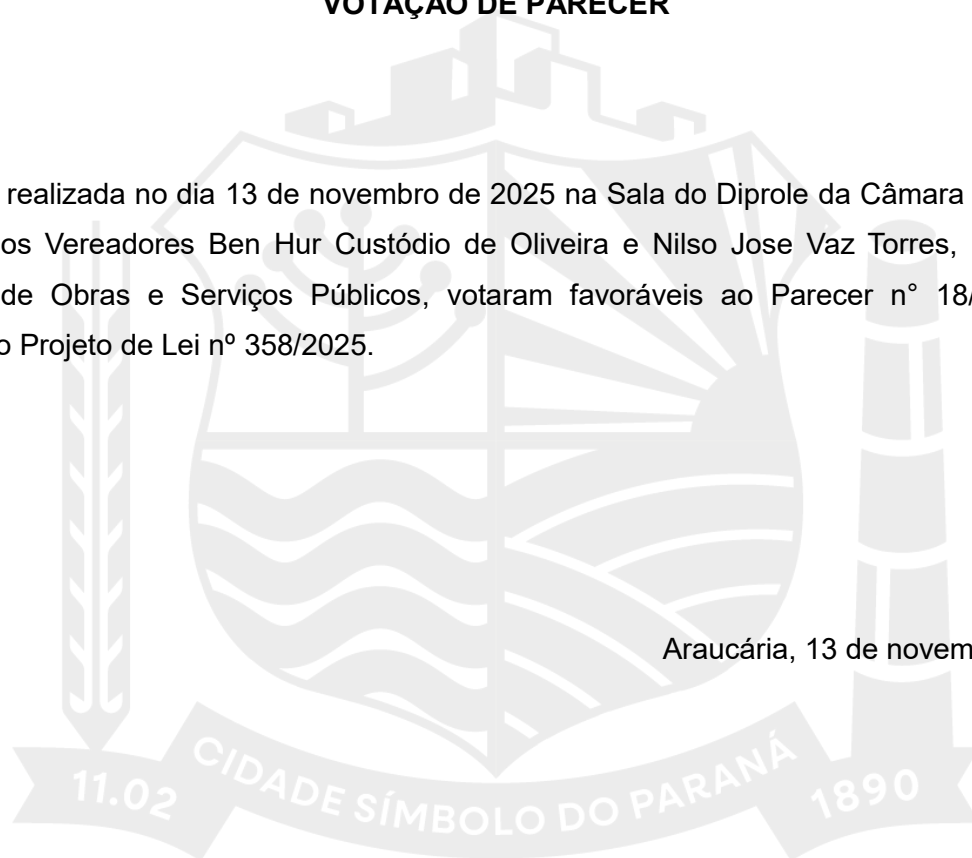 VOTAÇÃO DE PARECER
realizada no dia 13 de novembro de 2025 na Sala do Diprole da Câmara
os Vereadores Ben Hur Custódio de Oliveira e Nilso Jose Vaz Torres,
de Obras e Serviços Públicos, votaram favoráveis ao Parecer n° 18/
o Projeto de Lei nº 358/2025.
Araucária, 13 de novem
11.02 CIDADE SÍMBOLO DO PARANÁ 1890